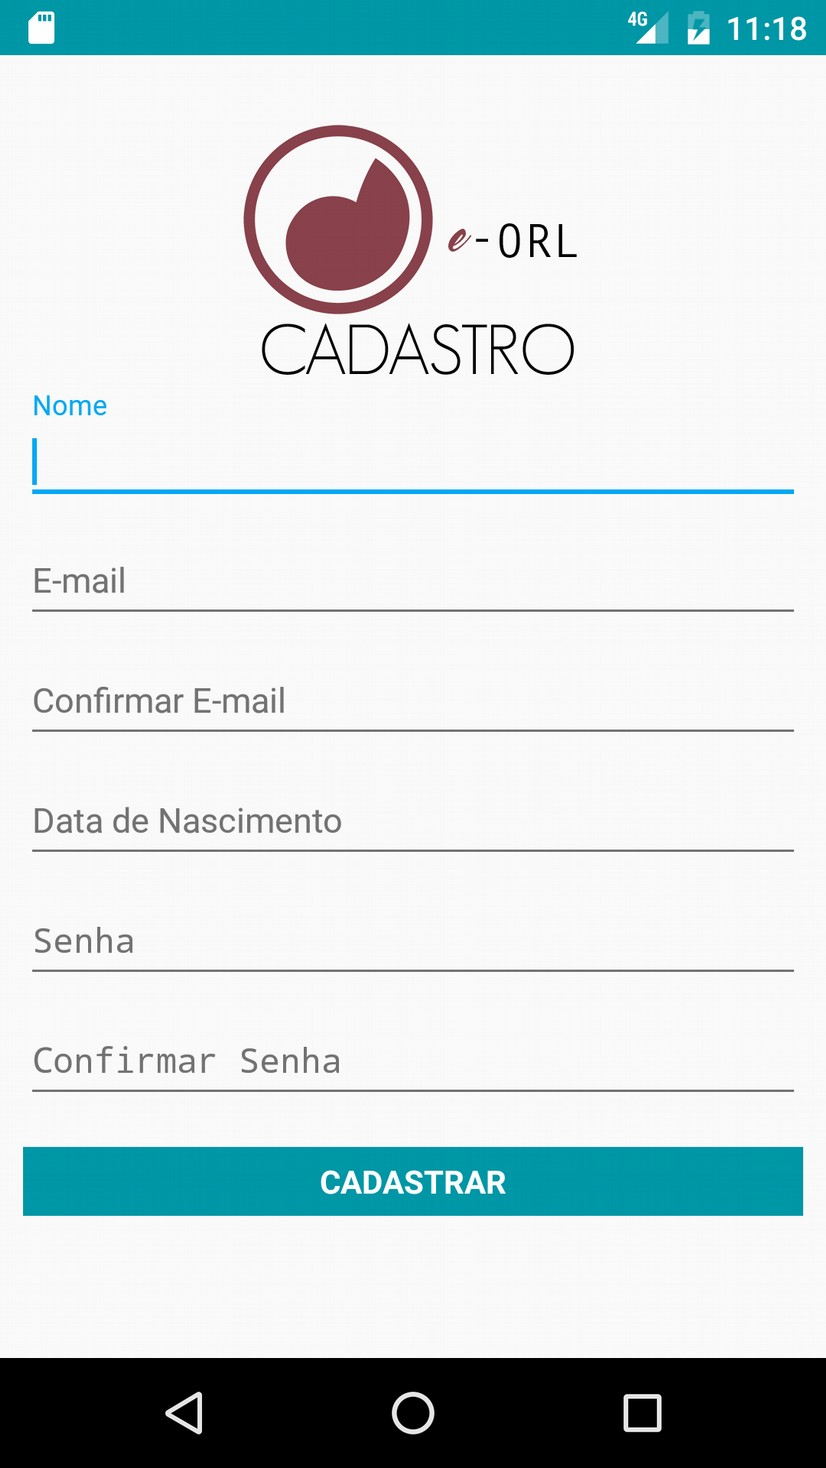 4G 11:18
e-ORL
CADASTRO
Nome
E-mail
Confirmar E-mail
Data de Nascimento
Senha
Confirmar Senha
CADASTRAR